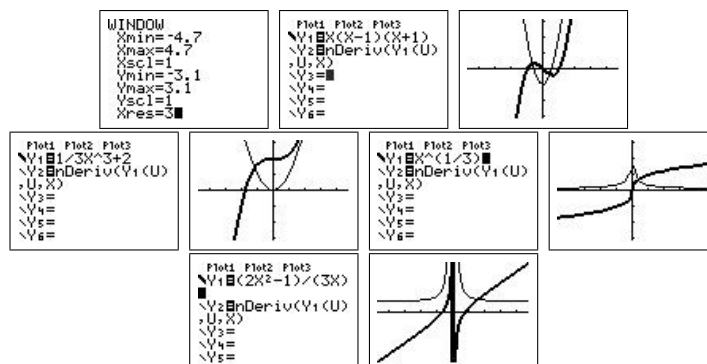 WINDOW
Xmin=-4.7
Xmax=4.7
Xscl=1
Ymin=-3.1
Ymax=3.1
Yscl=1
Xres=3
Plot1 Plot2 Plot3
\Y₁=X(X-1)(X+1)
\Y₂=nDeriv(Y₁(U)
,U,X)
\Y₃=
\Y₄=
\Y₅=
\Y₆=
Plot1 Plot2 Plot3
\Y₁=1/3X^3+2
\Y₂=nDeriv(Y₁(U)
,U,X)
\Y₃=
\Y₄=
\Y₅=
\Y₆=
Plot1 Plot2 Plot3
\Y₁=X^(1/3)
\Y₂=nDeriv(Y₁(U)
,U,X)
\Y₃=
\Y₄=
\Y₅=
\Y₆=
Plot1 Plot2 Plot3
\Y₁=(2X²-1)/(3X)
\Y₂=nDeriv(Y₁(U)
,U,X)
\Y₃=
\Y₄=
\Y₅=